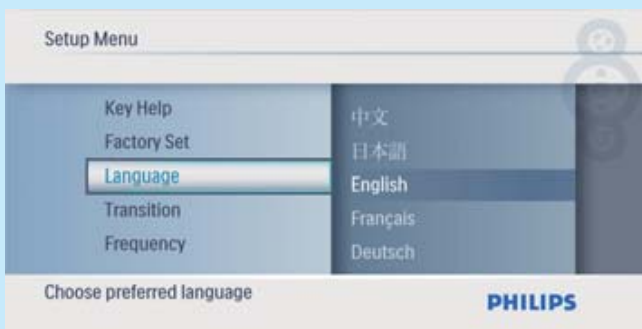 Setup Menu
Key Help
Factory Set
Language
Transition
Frequency
中文
日本語
English
Français
Deutsch
Choose preferred language
PHILIPS